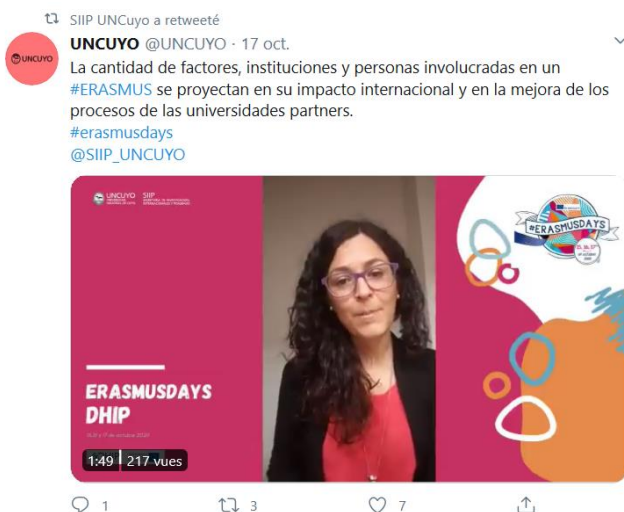 SIIP UNCuyo a retweeté
UNCUYO @UNCUYO · 17 oct.
UNCUYO
La cantidad de factores, instituciones y personas involucradas en un
#ERASMUS se proyectan en su impacto internacional y en la mejora de los
procesos de las universidades partners.
#erasmusdays
@SIIP_UNCUYO
UNCUYO
SIIP
#ERASMUSDAYS
ERASMUSDAYS
DHIP
1:49
217 vues
1
3
7